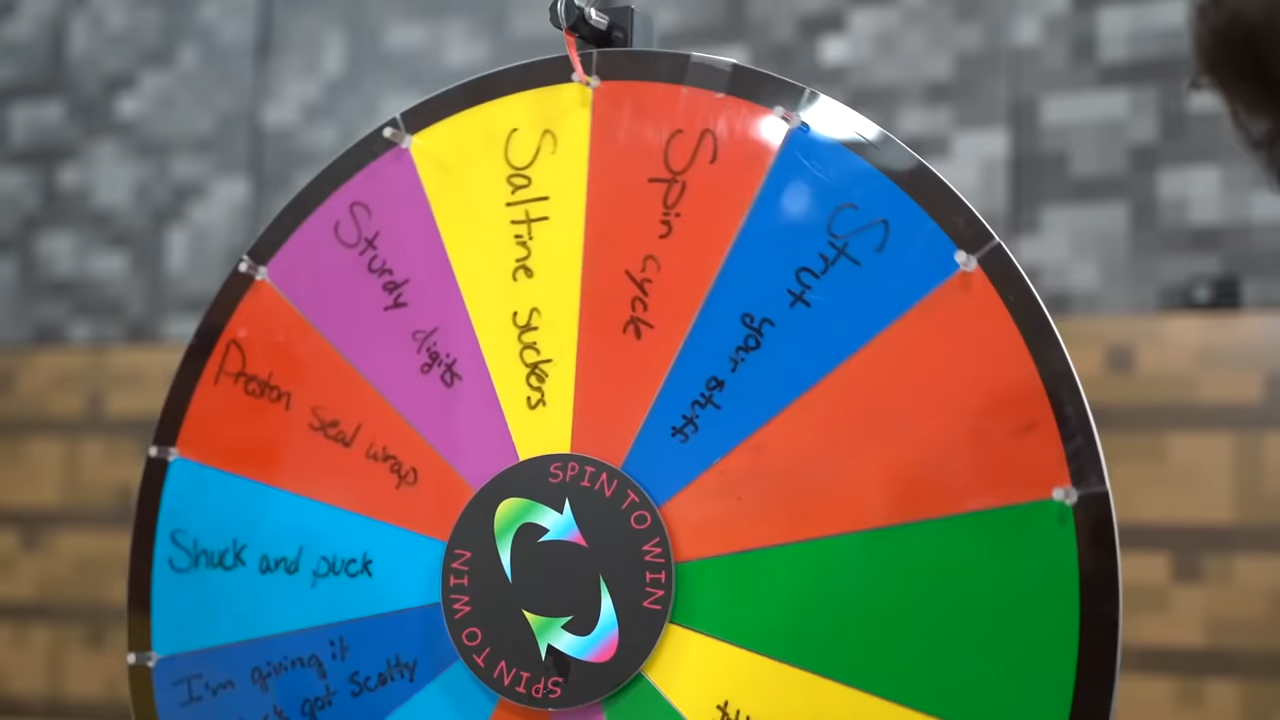 Saltine suckers
Spin cycle
Strut your stuff
Sturdy digits
Preston seal wrap
Shuck and puck
I'm giving it
got Scotty
SPIN TO WIN
SPIN TO WIN